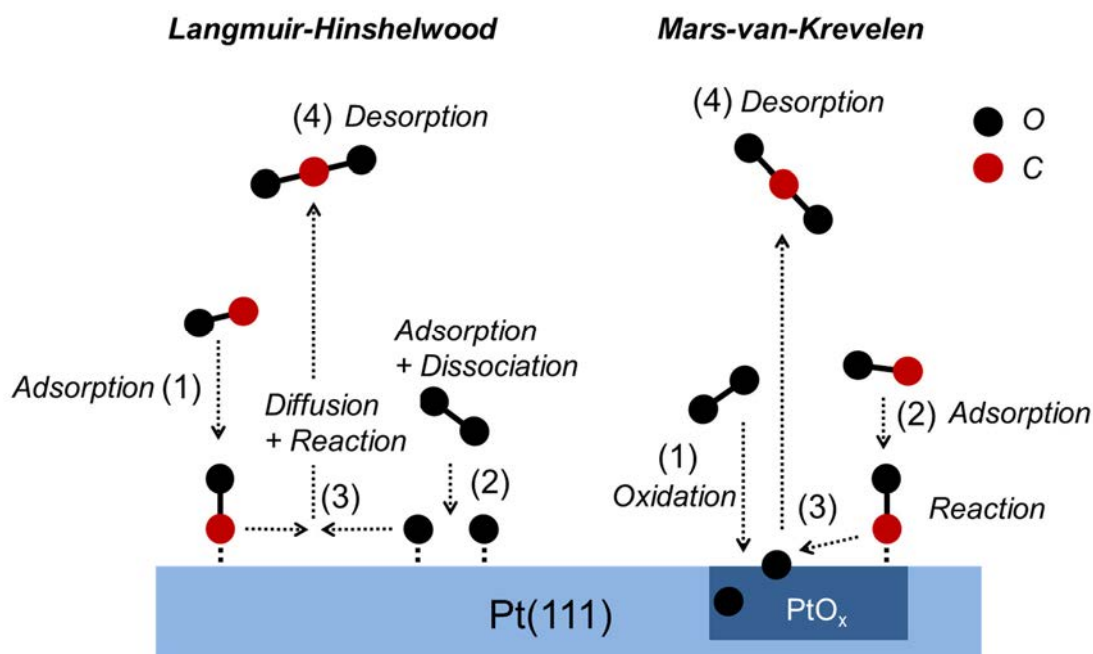 Langmuir-Hinshelwood
(4) Desorption
Adsorption (1)
Adsorption
+ Dissociation
(2)
Diffusion
+ Reaction
(3)
Mars-van-Krevelen
(4) Desorption
O
C
(1)
Oxidation
(2) Adsorption
(3)
Reaction
Pt(111)
PtOₓ